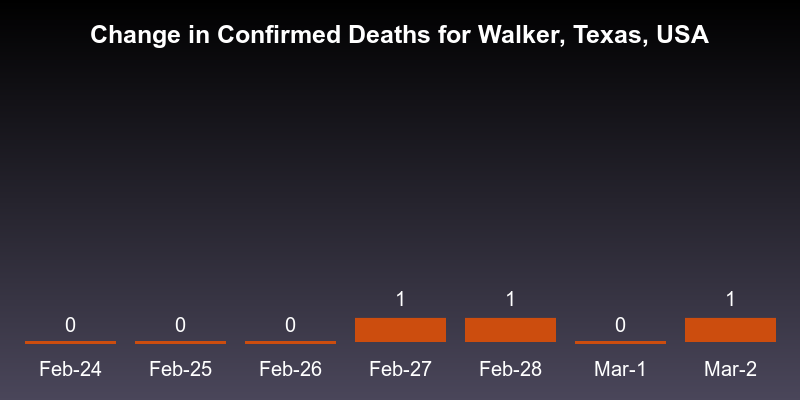 Change in Confirmed Deaths for Walker, Texas, USA
0 0 0 1 1 0 1
Feb-24 Feb-25 Feb-26 Feb-27 Feb-28 Mar-1 Mar-2